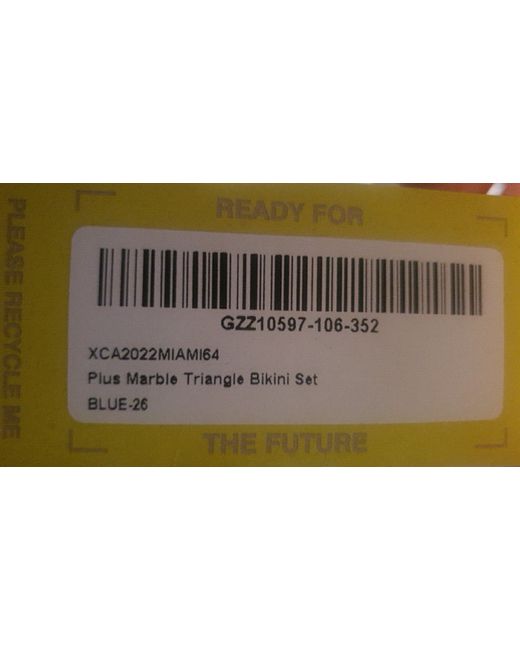 READY FOR
PLEASE RECYCLE ME
GZZ10597-106-352
XCA2022MIAMI64
Plus Marble Triangle Bikini Set
BLUE-26
THE FUTURE